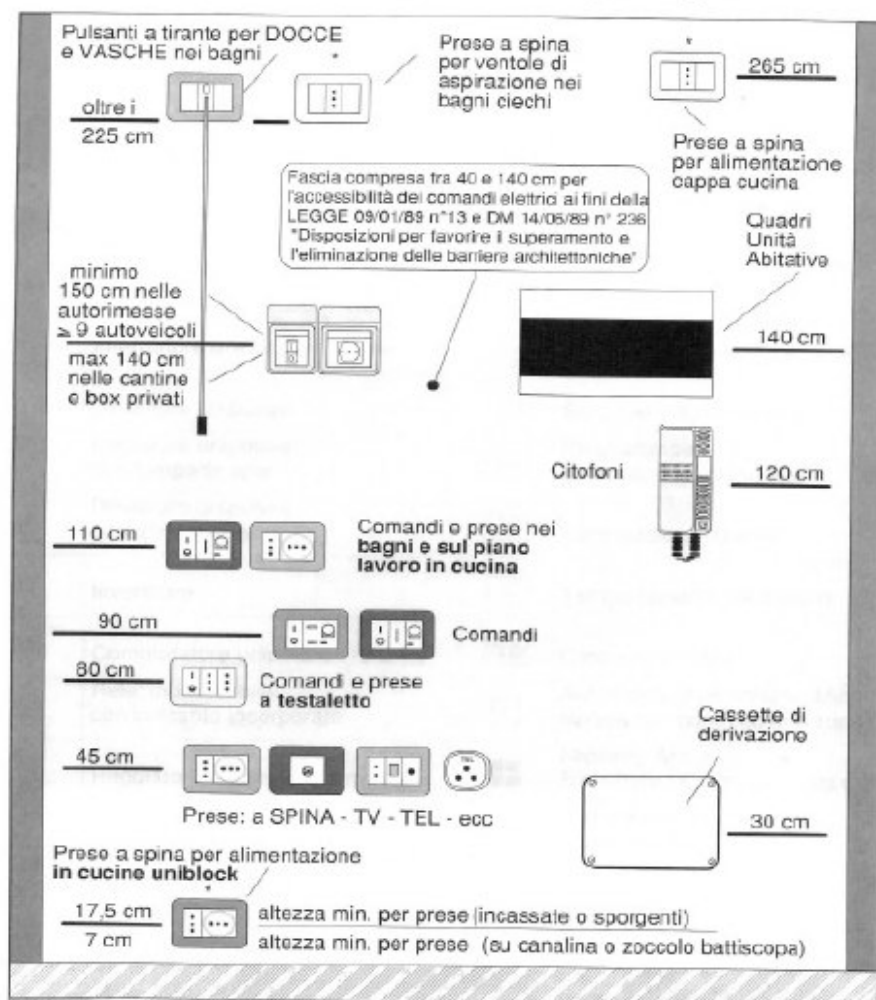 Pulsanti a tirante per DOCCE
e VASCHE nei bagni
*
Prese a spina
per ventole di
aspirazione nei
bagni ciechi
*
265 cm
oltre i
225 cm
Prese a spina
per alimentazione
cappa cucina
Fascia compresa fra 40 e 140 cm per
l'accessibilità dei comandi elettrici ai fini della
LEGGE 09/01/89 n°13 e DM 14/06/89 n° 236
"Disposizioni per favorire il superamento e
l'eliminazione delle barriere architettoniche"
Quadri
Unità
Abitative
minimo
150 cm nelle
autorimesse
≥ 9 autoveicoli
max 140 cm
nelle cantine
e box privati
140 cm
Citofoni
120 cm
110 cm
Comandi e prese nei
bagni e sul piano
lavoro in cucina
90 cm
Comandi
80 cm
Comandi e prese
a testaletto
Cassette di
derivazione
45 cm
TEL
Prese: a SPINA - TV - TEL - ecc
30 cm
Prese a spina per alimentazione
in cucine uniblock
*
17,5 cm
altezza min. per prese (incassate o sporgenti)
7 cm
altezza min. per prese (su canalina o zoccolo battiscopa)